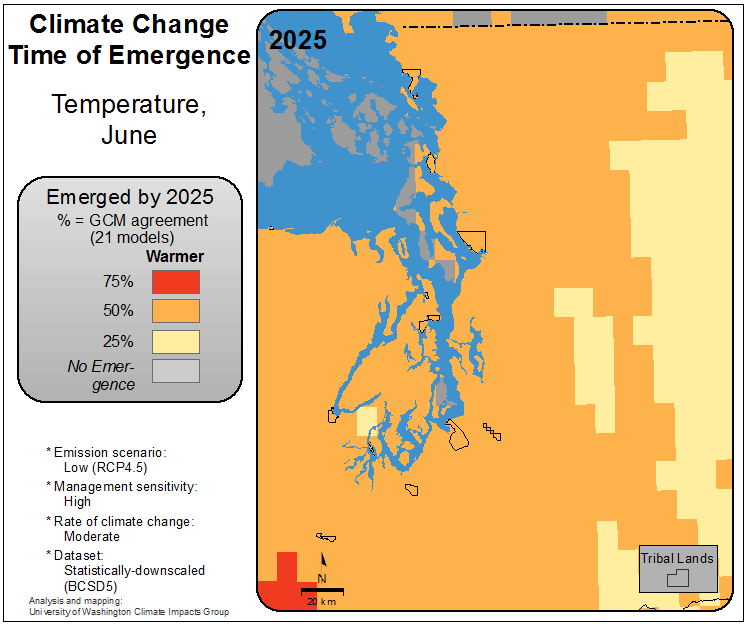 Climate Change
Time of Emergence
Temperature,
June
Emerged by 2025
% = GCM agreement
(21 models)
Warmer
75%
50%
25%
No Emer-
gence
* Emission scenario:
Low (RCP4.5)
* Management sensitivity:
High
* Rate of climate change:
Moderate
* Dataset:
Statistically-downscaled
(BCSD5)
Analysis and mapping:
University of Washington Climate Impacts Group
2025
N
20 km
Tribal Lands